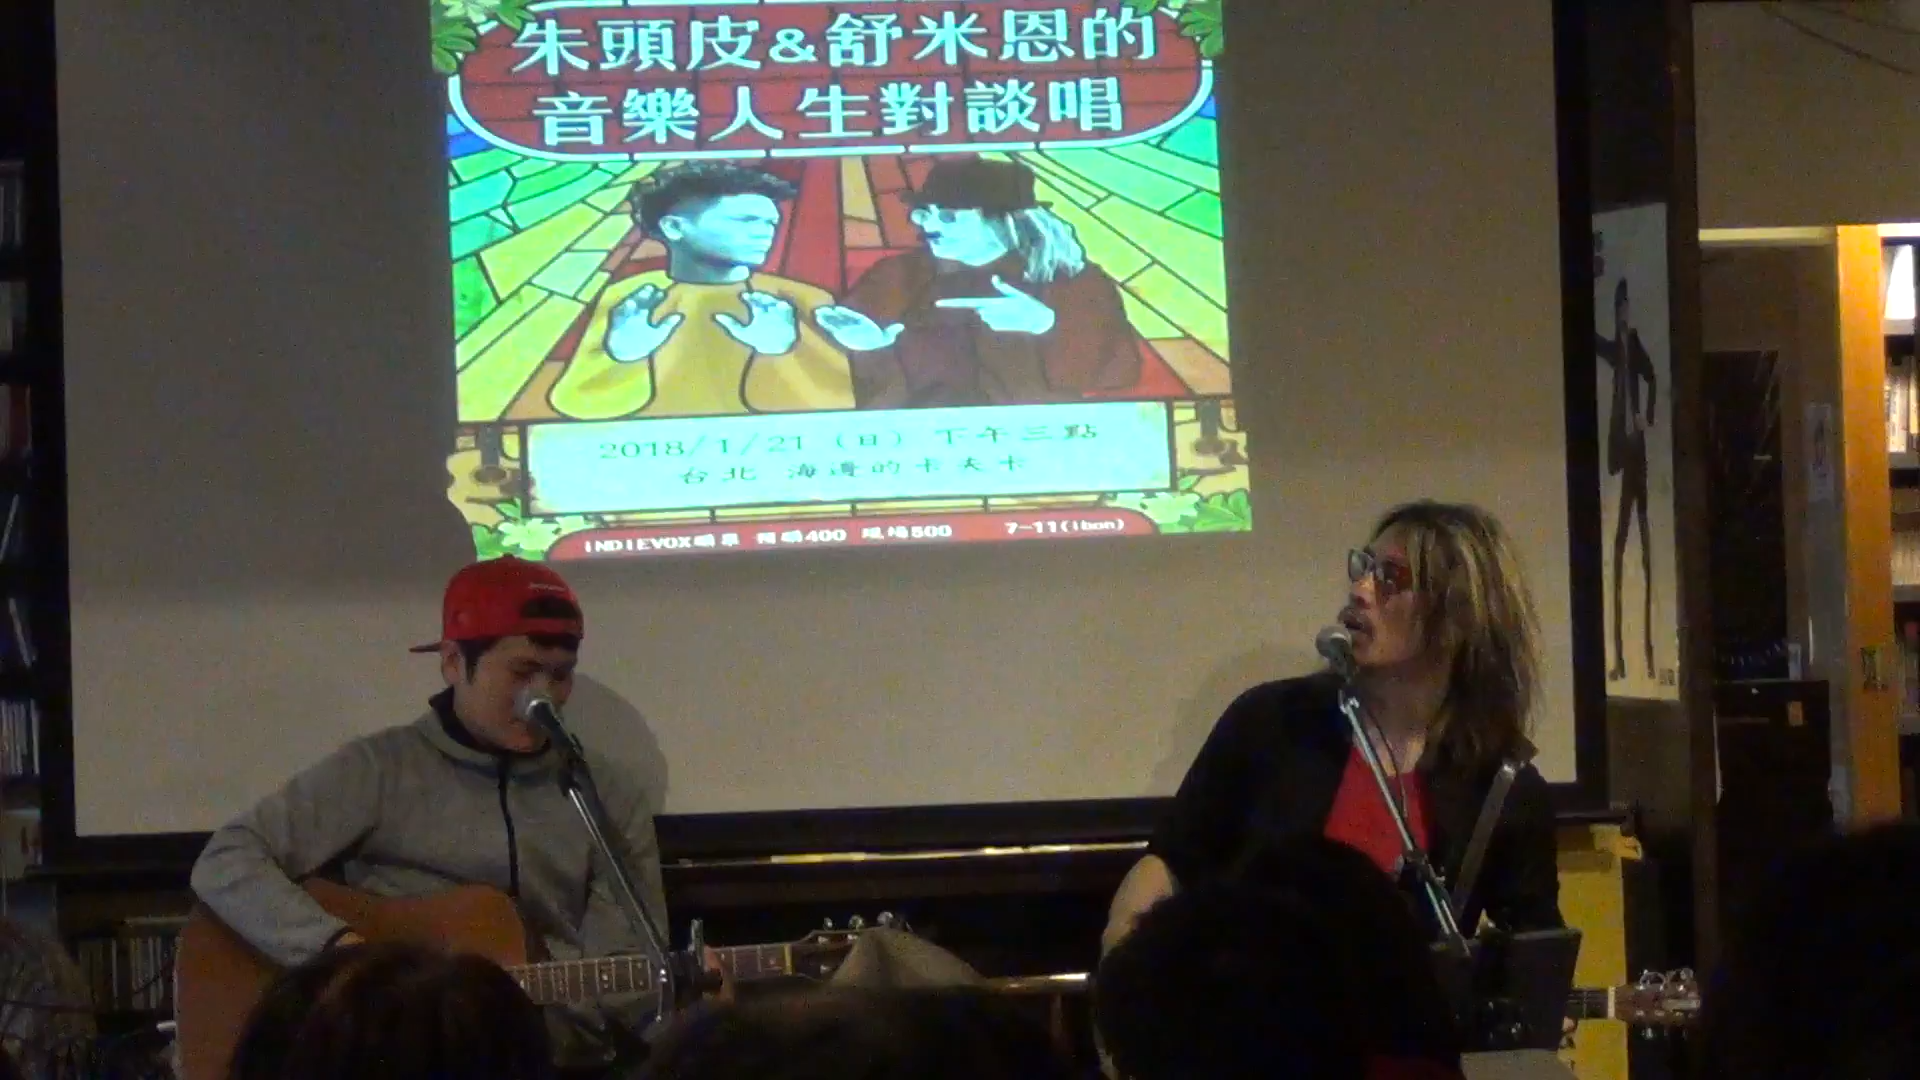 朱頭皮&舒米恩的
音樂人生對談唱
2018/1/21 (日) 下午三點
台北 海邊的卡夫卡
iNDIEVOX購票 預購400 現場500 7-11(ibon)